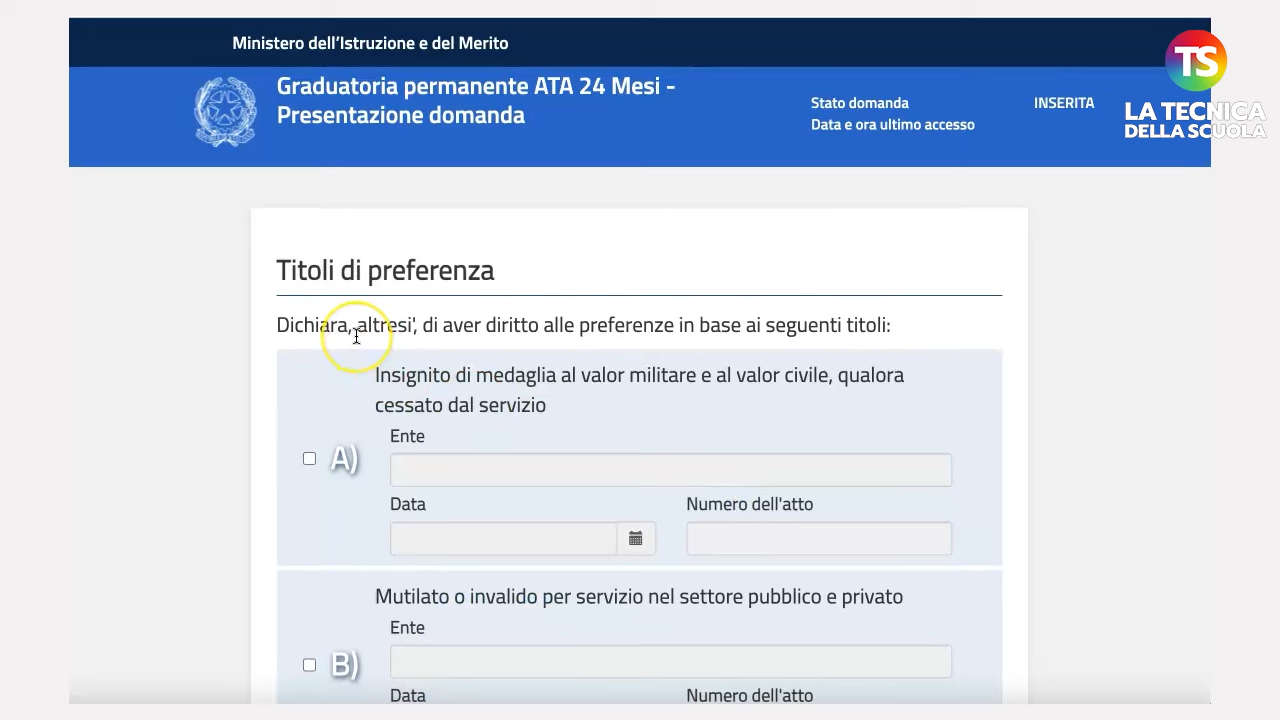 Ministero dell'Istruzione e del Merito
Graduatoria permanente ATA 24 Mesi -
Presentazione domanda
Stato domanda
INSERITA
Data e ora ultimo accesso
TS
LA TECNICA
DELLA SCUOLA
Titoli di preferenza
Dichiara, altresi', di aver diritto alle preferenze in base ai seguenti titoli:
Insignito di medaglia al valor militare e al valor civile, qualora
cessato dal servizio
Ente
A)
Data
Numero dell'atto
Mutilato o invalido per servizio nel settore pubblico e privato
Ente
B)
Data
Numero dell'atto